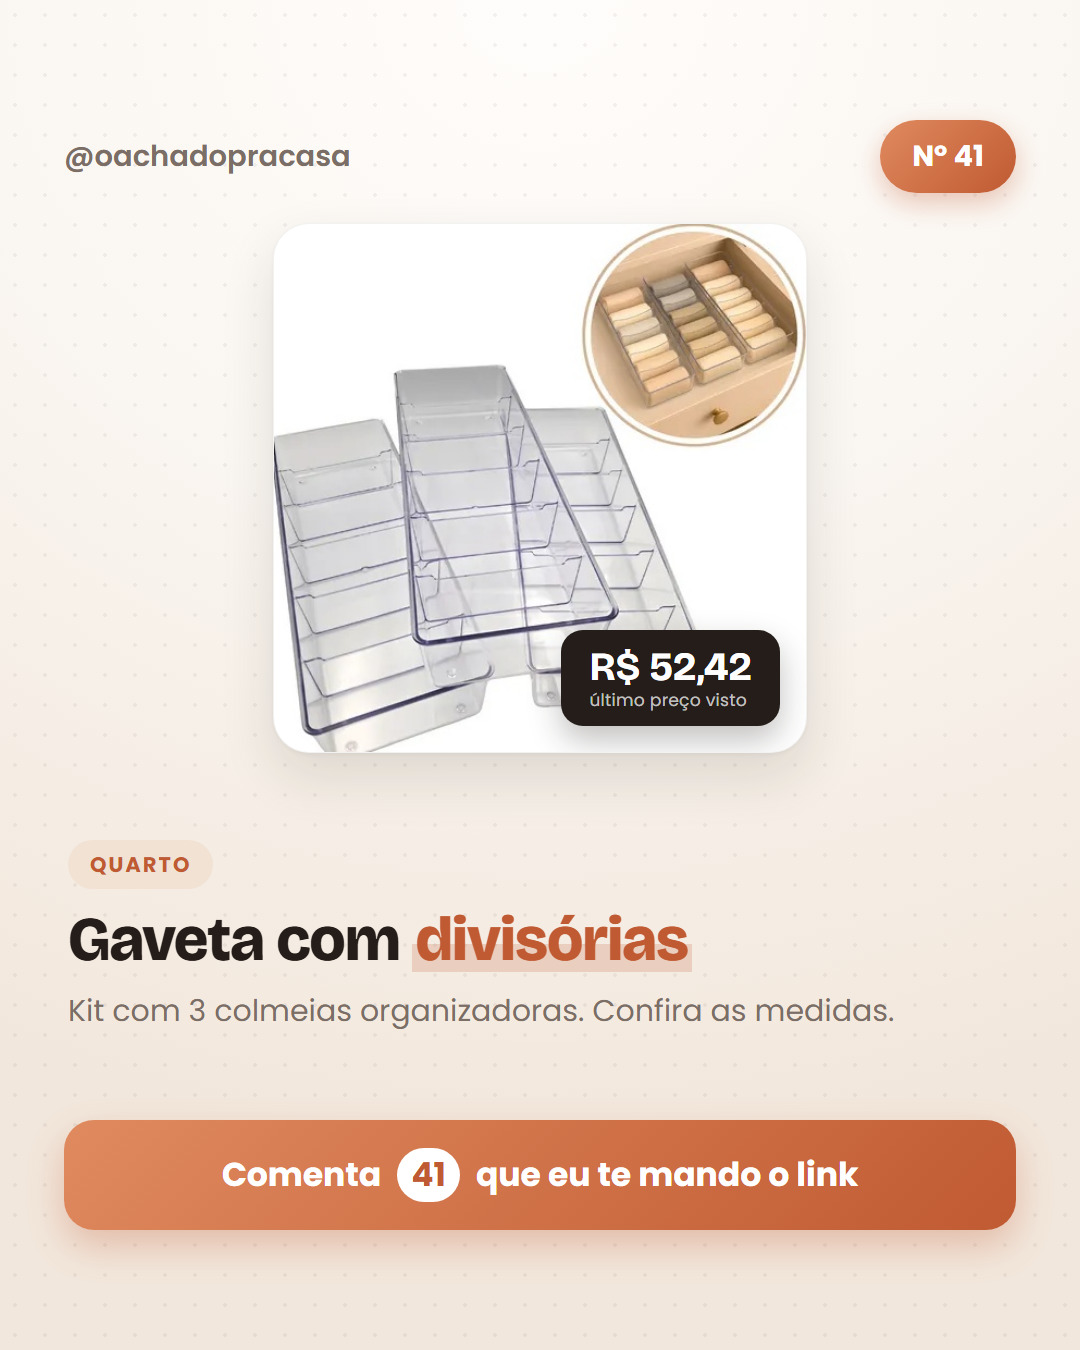 @oachadopracasa
Nº 41
R$ 52,42
último preço visto
QUARTO
Gaveta com divisórias
Kit com 3 colmeias organizadoras. Confira as medidas.
Comenta 41 que eu te mando o link